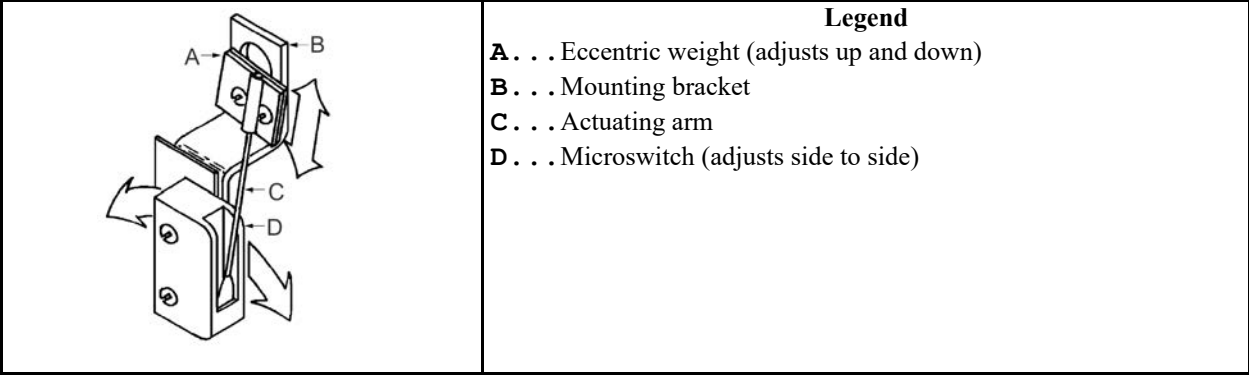 A
B
C
D
Legend
A...Eccentric weight (adjusts up and down)
B...Mounting bracket
C...Actuating arm
D...Microswitch (adjusts side to side)